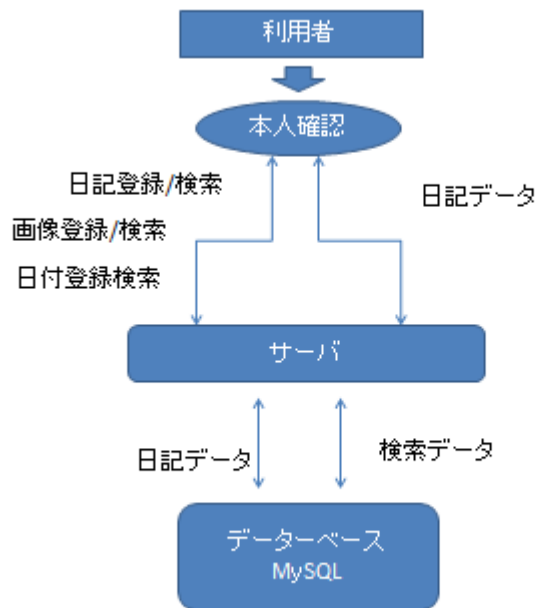 利用者
本人確認
日記登録/検索
日記データ
画像登録/検索
日付登録検索
サーバ
日記データ
検索データ
データーベース
MySQL